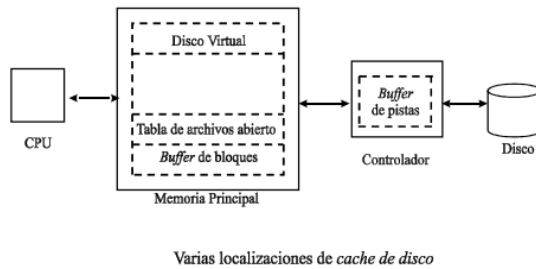 Disco Virtual
Buffer
de pistas
Tabla de archivos abierto
Buffer de bloques
CPU
Controlador
Disco
Memoria Principal
Varias localizaciones de cache de disco